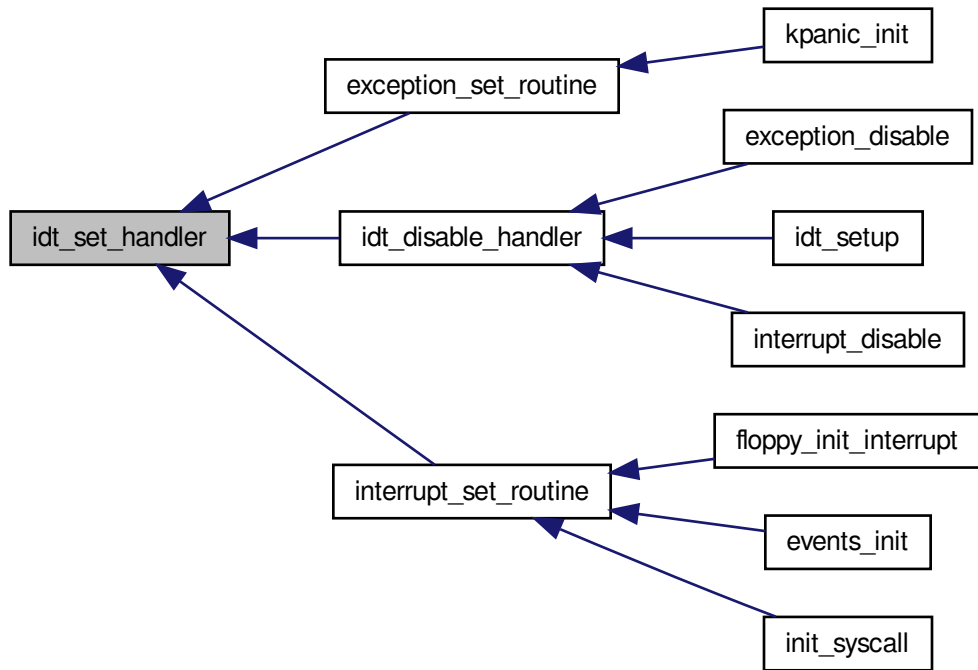 kpanic_init
exception_set_routine
exception_disable
idt_set_handler
idt_disable_handler
idt_setup
interrupt_disable
floppy_init_interrupt
interrupt_set_routine
events_init
init_syscall